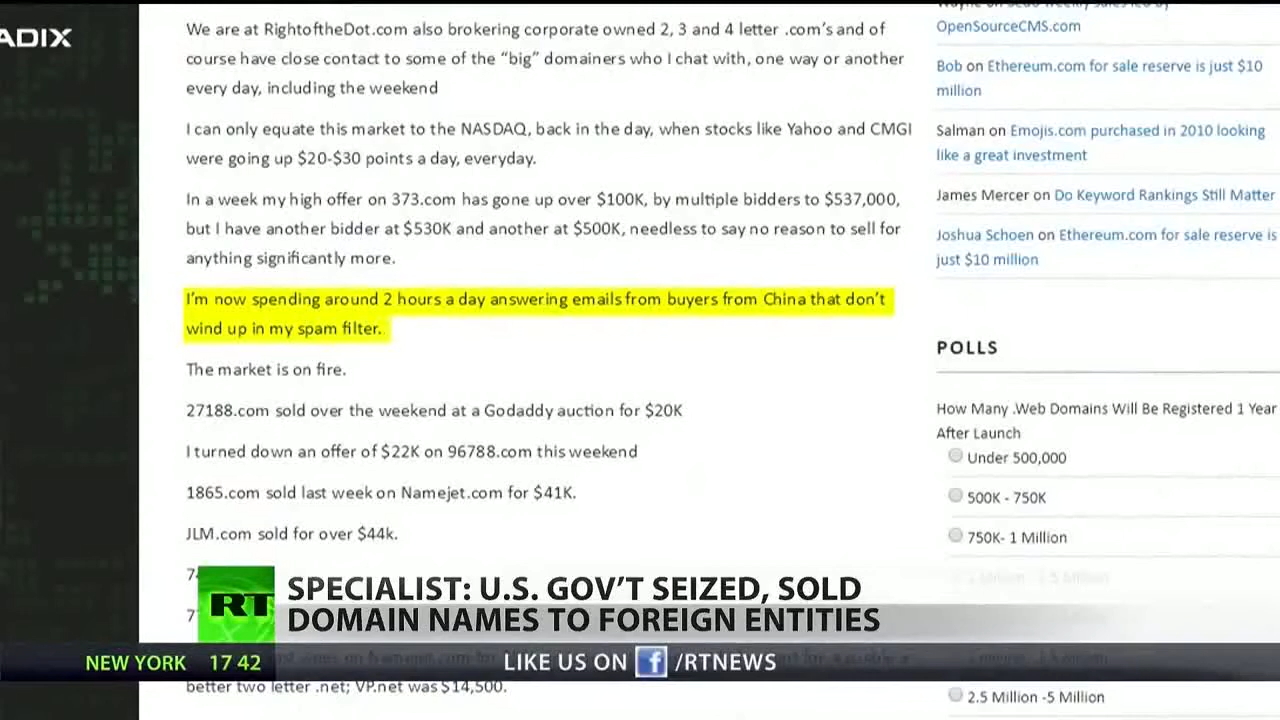 ADIX
We are at RightoftheDot.com also brokering corporate owned 2, 3 and 4 letter .com's and of
course have close contact to some of the "big" domainers who I chat with, one way or another
every day, including the weekend
I can only equate this market to the NASDAQ, back in the day, when stocks like Yahoo and CMGI
were going up $20-$30 points a day, everyday.
In a week my high offer on 373.com has gone up over $100K, by multiple bidders to $537,000,
but I have another bidder at $530K and another at $500K, needless to say no reason to sell for
anything significantly more.
I'm now spending around 2 hours a day answering emails from buyers from China that don't
wind up in my spam filter.
The market is on fire.
27188.com sold over the weekend at a Godaddy auction for $20K
I turned down an offer of $22K on 96788.com this weekend
1865.com sold last week on Namejet.com for $41K.
JLM.com sold for over $44k.
better two letter .net; VP.net was $14,500.
OpenSourceCMS.com
Bob on Ethereum.com for sale reserve is just $10
million
Salman on Emojis.com purchased in 2010 looking
like a great investment
James Mercer on Do Keyword Rankings Still Matter
Joshua Schoen on Ethereum.com for sale reserve is
just $10 million
POLLS
How Many .Web Domains Will Be Registered 1 Year
After Launch
Under 500,000
500K - 750K
750K- 1 Million
2.5 Million -5 Million
RT
SPECIALIST: U.S. GOV'T SEIZED, SOLD
DOMAIN NAMES TO FOREIGN ENTITIES
NEW YORK 17 42
LIKE US ON f /RTNEWS